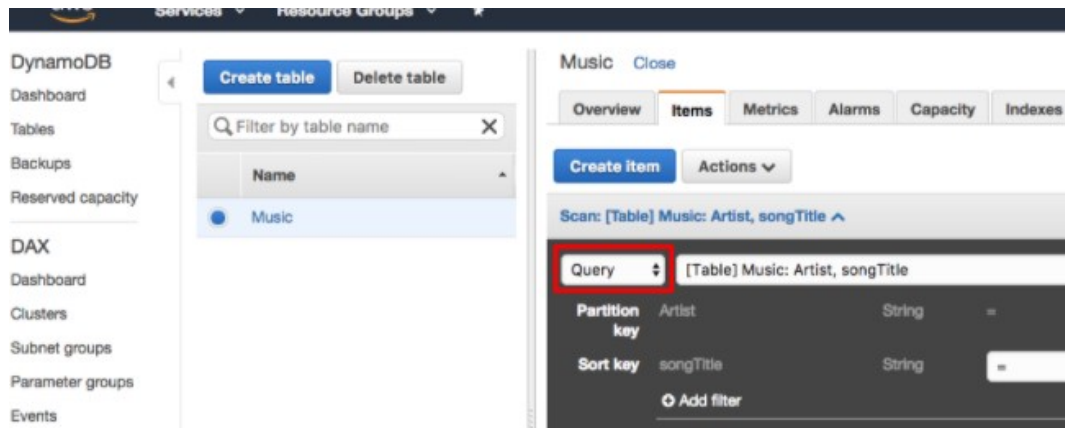 Services
Resource Groups
DynamoDB
Dashboard
Tables
Backups
Reserved capacity
DAX
Dashboard
Clusters
Subnet groups
Parameter groups
Events
Create table
Delete table
Filter by table name
Name
Music
Music Close
Overview Items Metrics Alarms Capacity Indexes
Create item Actions
Scan: [Table] Music: Artist, songTitle
Query [Table] Music: Artist, songTitle
Partition key Artist String =
Sort key songTitle String =
Add filter